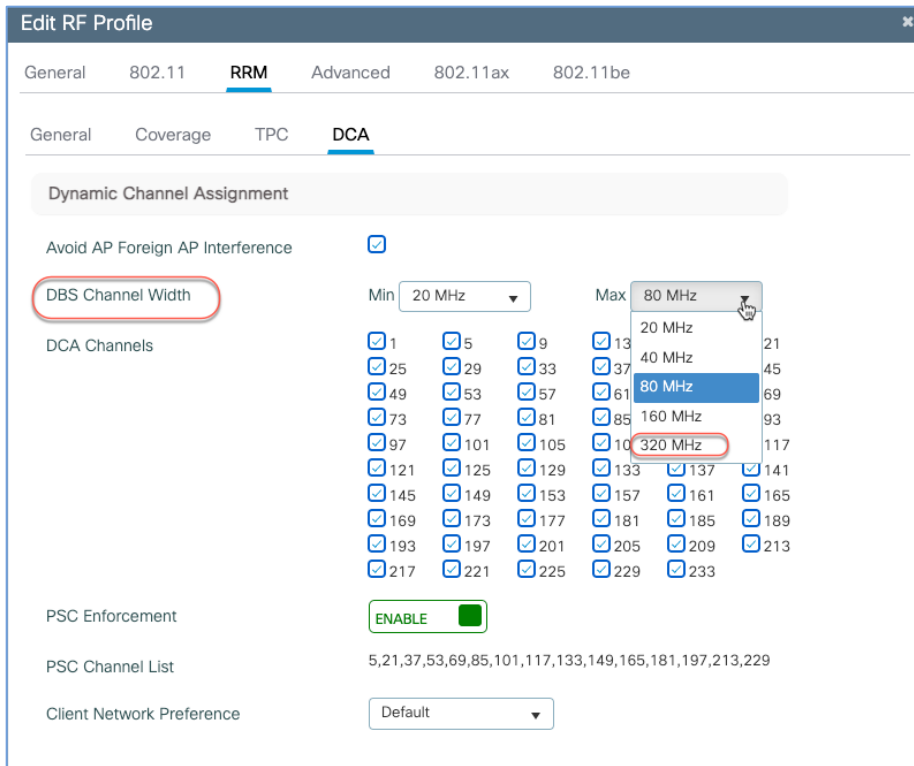 Edit RF Profile
General 802.11 RRM Advanced 802.11ax 802.11be
General Coverage TPC DCA
Dynamic Channel Assignment
Avoid AP Foreign AP Interference
DBS Channel Width Min 20 MHz Max 80 MHz
20 MHz
40 MHz
80 MHz
160 MHz
320 MHz
DCA Channels 1 5 9 13 21
25 29 33 37 45
49 53 57 61 69
73 77 81 85 93
97 101 105 10 117
121 125 129 133 137 141
145 149 153 157 161 165
169 173 177 181 185 189
193 197 201 205 209 213
217 221 225 229 233
PSC Enforcement ENABLE
PSC Channel List 5,21,37,53,69,85,101,117,133,149,165,181,197,213,229
Client Network Preference Default